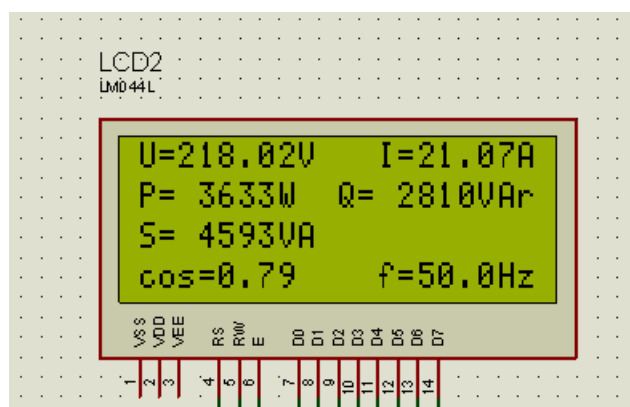 LCD2
LM044L
U=218.02V I=21.07A
P= 3633W Q= 2810VAr
S= 4593VA
cos=0.79 f=50.0Hz
VSS VDD VEE RS RW E D0 D1 D2 D3 D4 D5 D6 D7
1 2 3 4 5 6 7 8 9 10 11 12 13 14